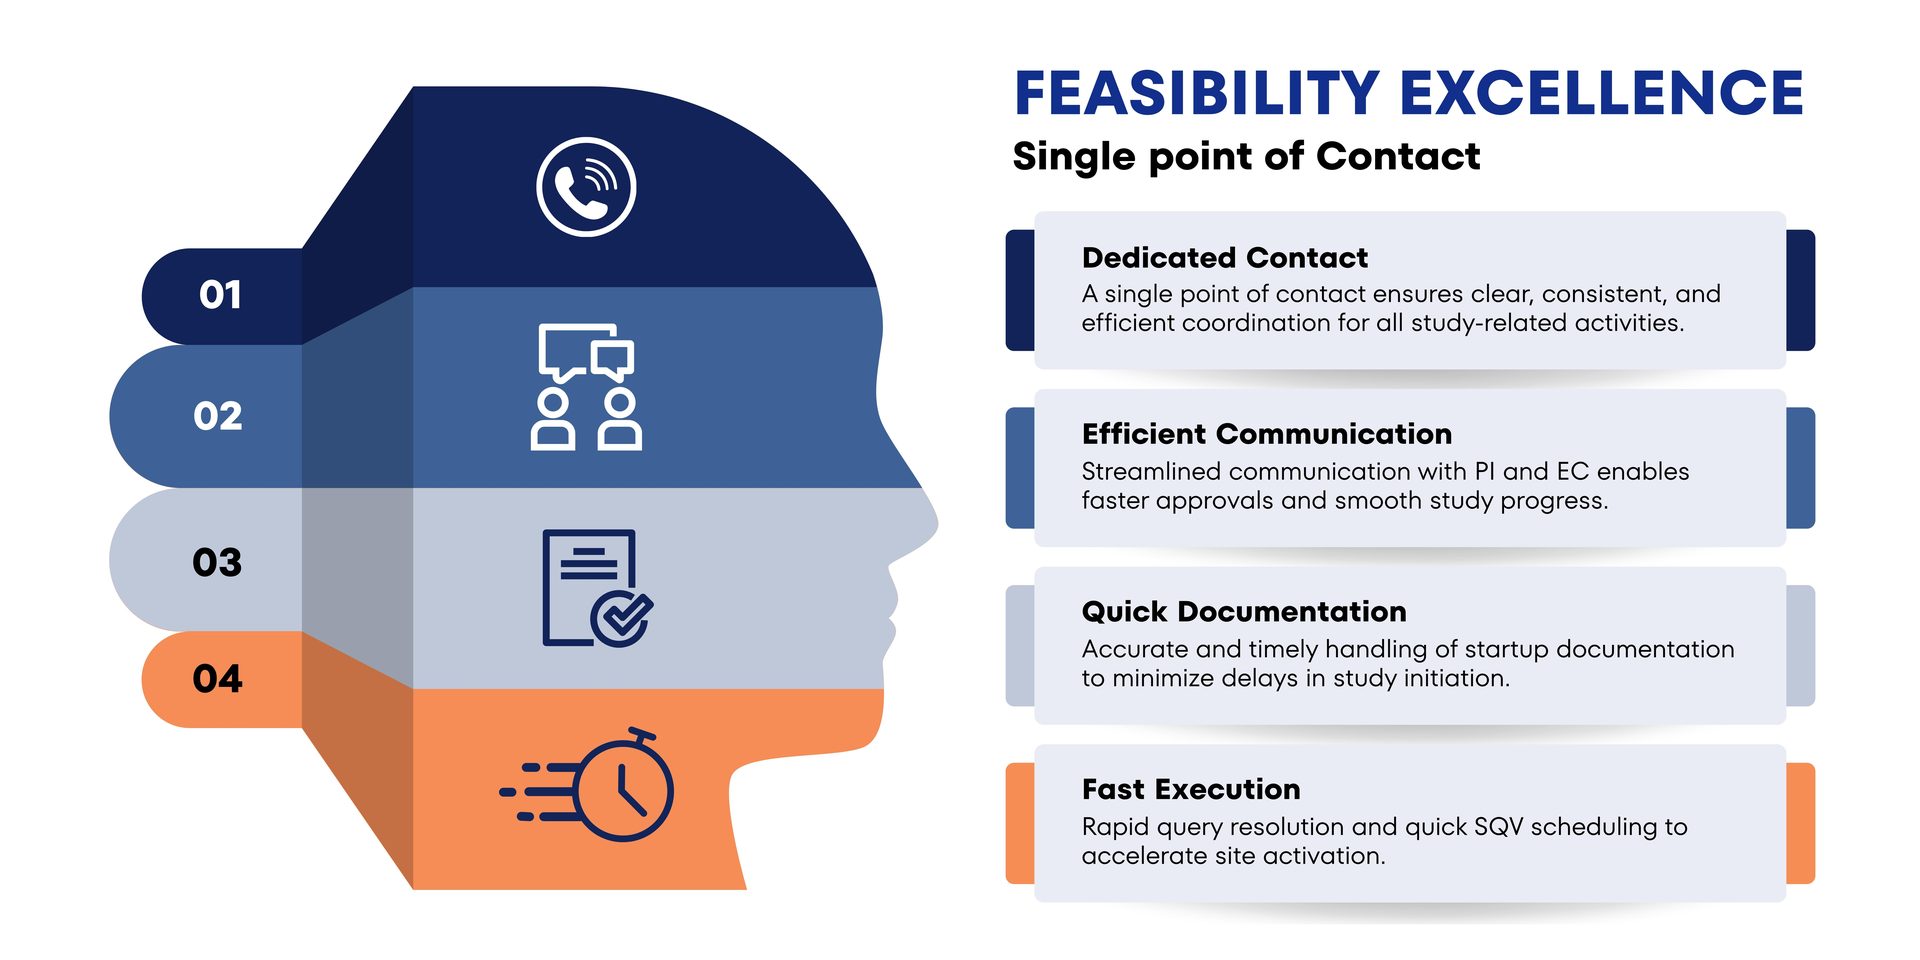 FEASIBILITY EXCELLENCE
Single point of Contact
01
02
03
04
Dedicated Contact
A single point of contact ensures clear, consistent, and
efficient coordination for all study-related activities.
Efficient Communication
Streamlined communication with PI and EC enables
faster approvals and smooth study progress.
Quick Documentation
Accurate and timely handling of startup documentation
to minimize delays in study initiation.
Fast Execution
Rapid query resolution and quick SQV scheduling to
accelerate site activation.